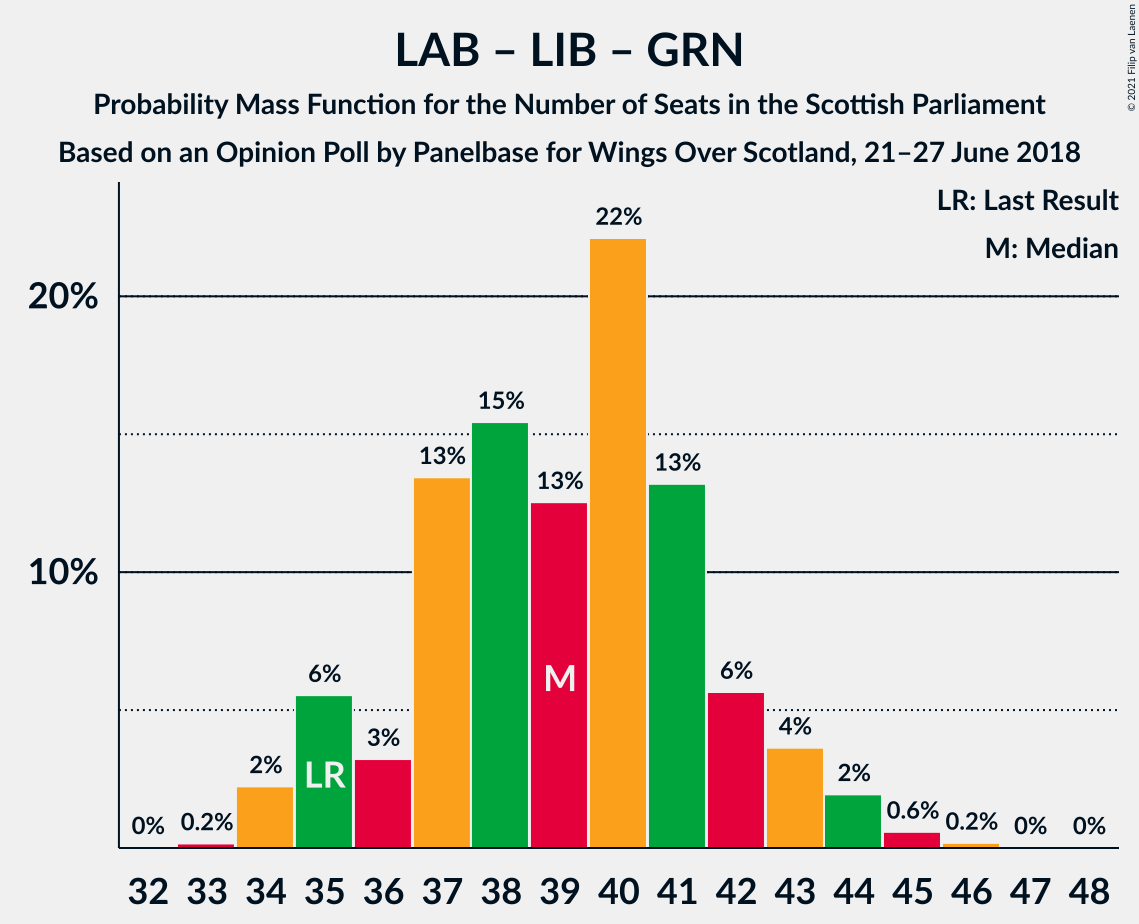 LAB – LIB – GRN
Probability Mass Function for the Number of Seats in the Scottish Parliament
Based on an Opinion Poll by Panelbase for Wings Over Scotland, 21–27 June 2018
© 2021 Filip van Laenen
LR: Last Result
M: Median
20%
10%
0%
0.2%
2%
6%
3%
13%
15%
13%
22%
13%
6%
4%
2%
0.6%
0.2%
0%
0%
LR
M
32 33 34 35 36 37 38 39 40 41 42 43 44 45 46 47 48